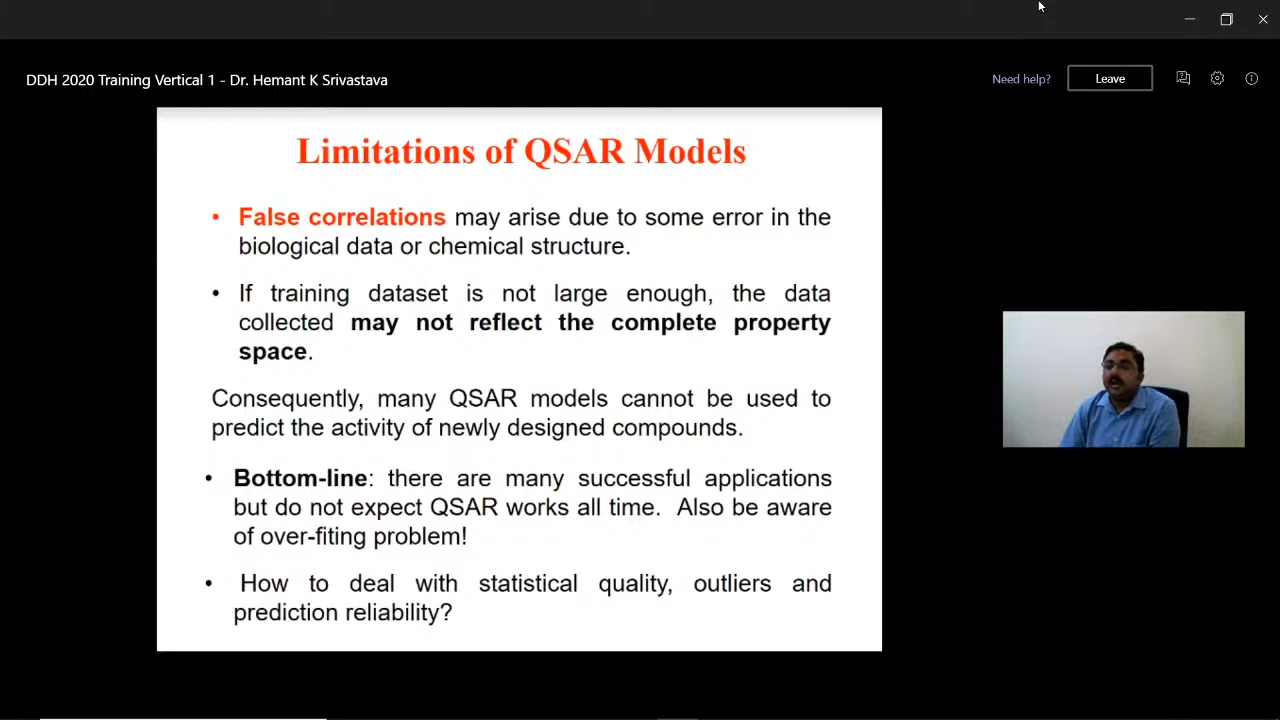 DDH 2020 Training Vertical 1 - Dr. Hemant K Srivastava
Need help?
Leave
Limitations of QSAR Models
• False correlations may arise due to some error in the
biological data or chemical structure.
• If training dataset is not large enough, the data
collected may not reflect the complete property
space.
Consequently, many QSAR models cannot be used to
predict the activity of newly designed compounds.
• Bottom-line: there are many successful applications
but do not expect QSAR works all time. Also be aware
of over-fiting problem!
• How to deal with statistical quality, outliers and
prediction reliability?